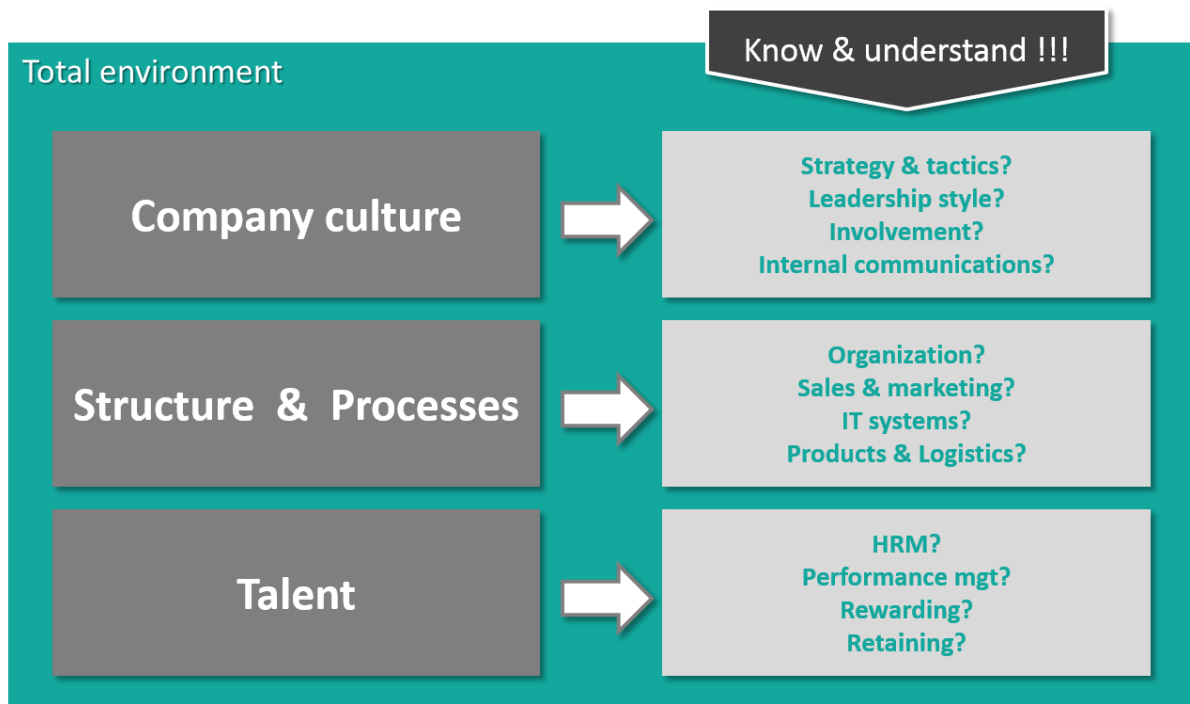 Know & understand !!!
Total environment
Company culture
Strategy & tactics?
Leadership style?
Involvement?
Internal communications?
Structure & Processes
Organization?
Sales & marketing?
IT systems?
Products & Logistics?
Talent
HRM?
Performance mgt?
Rewarding?
Retaining?